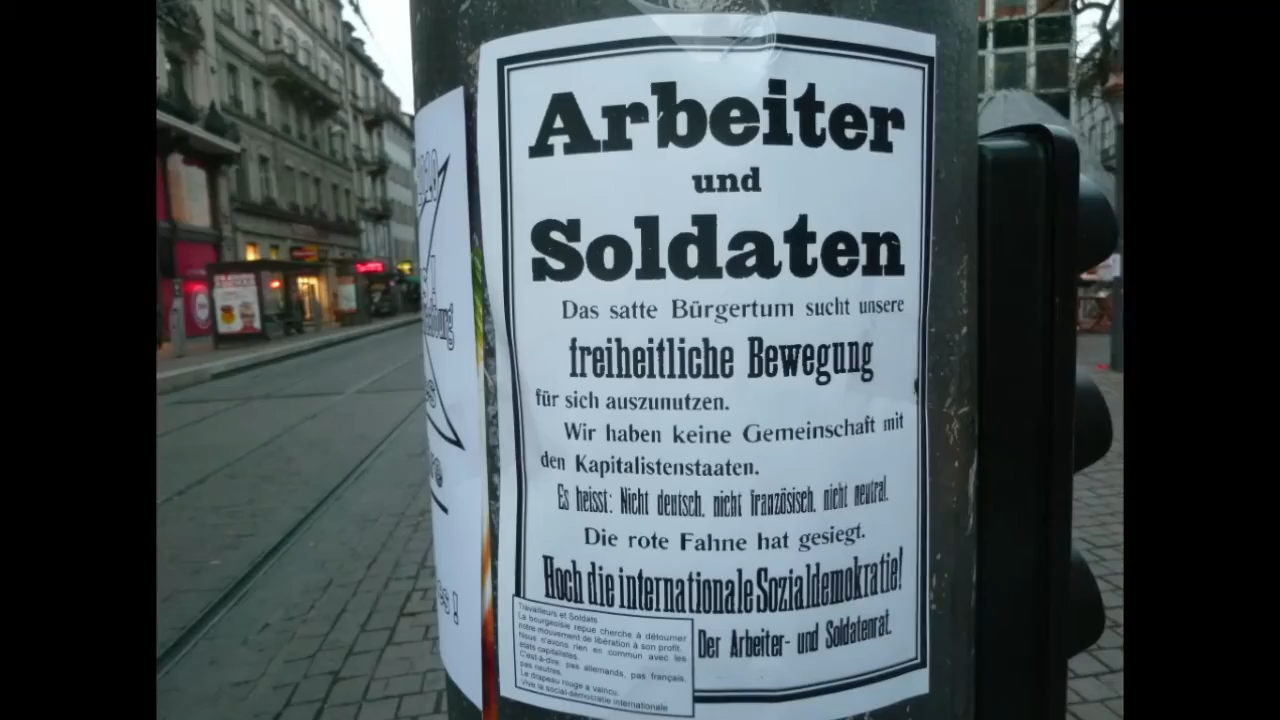 Arbeiter
und
Soldaten
Das satte Bürgertum sucht unsere
freiheitliche Bewegung
für sich auszunutzen.
Wir haben keine Gemeinschaft mit
den Kapitalistenstaaten.
Es heisst: Nicht deutsch, nicht französisch, nicht neutral.
Die rote Fahne hat gesiegt.
Hoch die internationale Sozialdemokratie!
Der Arbeiter- und Soldatenrat.
Travailleurs et Soldats
La bourgeoisie repue cherche à détourner
notre mouvement de libération à son profit.
Nous n'avons rien en commun avec les
états capitalistes.
C'est-à-dire: pas allemands, pas français,
pas neutres.
Le drapeau rouge a vaincu.
Vive la social-démocratie internationale